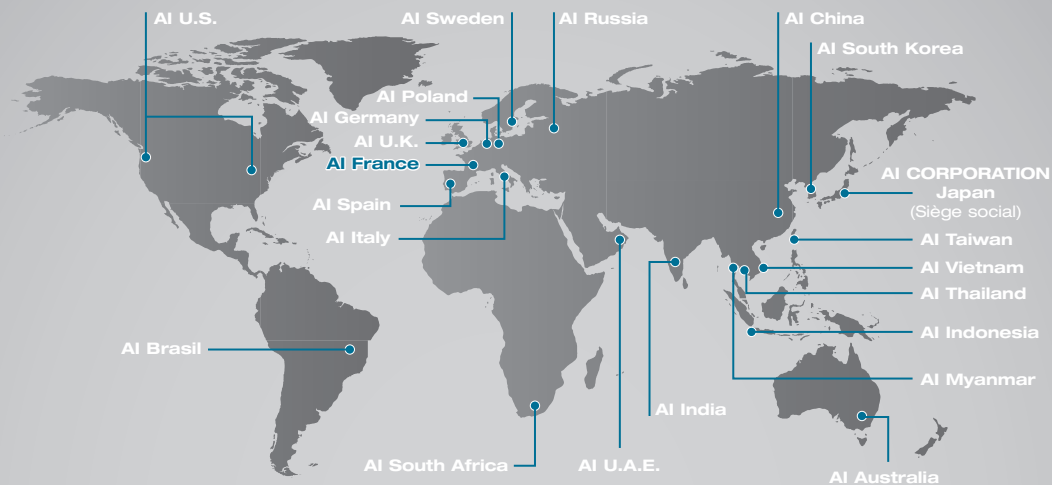 AI U.S.
AI Sweden
AI Russia
AI China
AI South Korea
AI Poland
AI Germany
AI U.K.
AI France
AI CORPORATION
Japan
(Siège social)
AI Spain
AI Italy
AI Taiwan
AI Vietnam
AI Thailand
AI Indonesia
AI Brasil
AI Myanmar
AI India
AI South Africa
AI U.A.E.
AI Australia